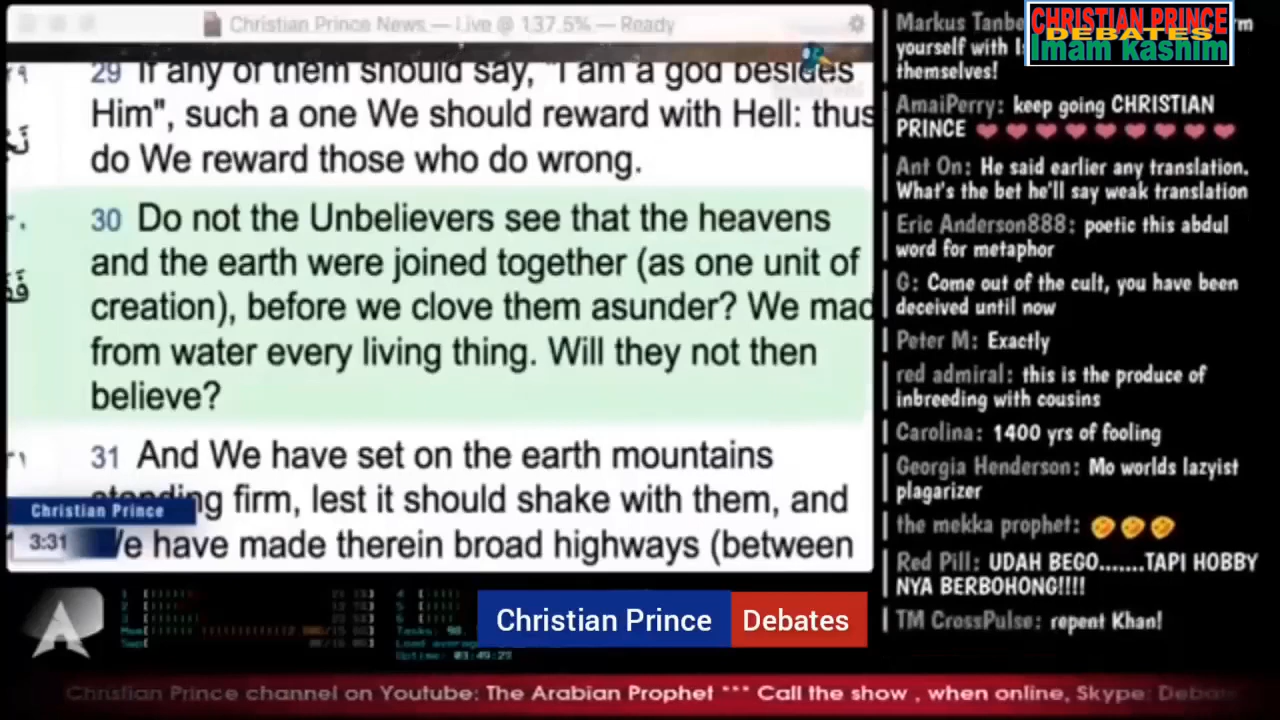 Christian Prince News — Live @ 137.5% — Ready
29 If any of them should say, "I am a god besides
Him", such a one We should reward with Hell: thus
do We reward those who do wrong.
30 Do not the Unbelievers see that the heavens
and the earth were joined together (as one unit of
creation), before we clove them asunder? We mad
from water every living thing. Will they not then
believe?
31 And We have set on the earth mountains
standing firm, lest it should shake with them, and
We have made therein broad highways (between
Christian Prince
3:31
Christian Prince Debates
Christian Prince channel on Youtube: The Arabian Prophet *** Call the show , when online, Skype: Deba
CHRISTIAN PRINCE
DEBATES
Imam Kashim
Markus Tanbe
yourself with I
themselves!
AmaiPerry: keep going CHRISTIAN
PRINCE ❤❤❤❤❤❤❤❤❤
Ant On: He said earlier any translation.
What's the bet he'll say weak translation
Eric Anderson888: poetic this abdul
word for metaphor
G: Come out of the cult, you have been
deceived until now
Peter M: Exactly
red admiral: this is the produce of
inbreeding with cousins
Carolina: 1400 yrs of fooling
Georgia Henderson: Mo worlds lazyist
plagarizer
the mekka prophet: 🤣🤣🤣
Red Pill: UDAH BEGO.......TAPI HOBBY
NYA BERBOHONG!!!!
TM CrossPulse: repent Khan!